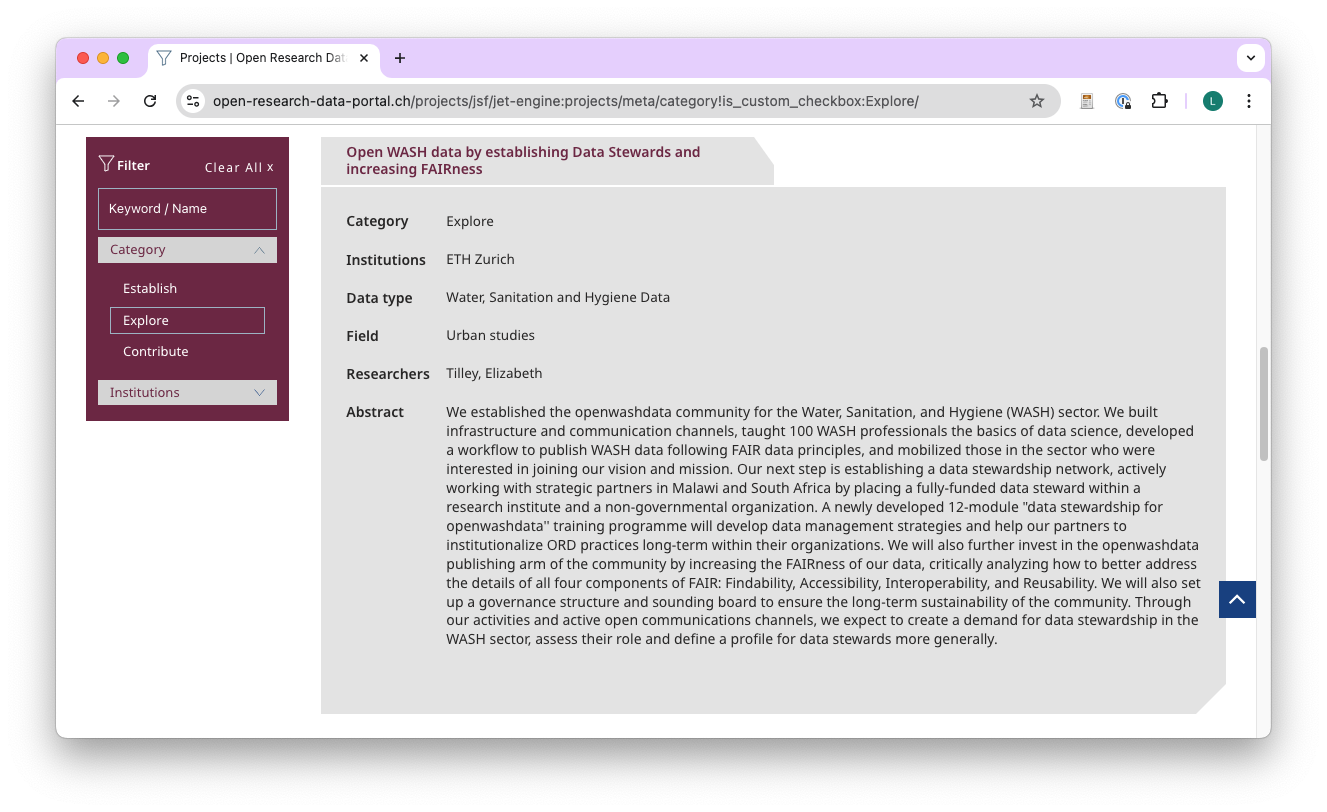 Projects | Open Research Dat
open-research-data-portal.ch/projects/jsf/jet-engine:projects/meta/category!is_custom_checkbox:Explore/
L
Filter
Clear All x
Keyword / Name
Category
Establish
Explore
Contribute
Institutions
Open WASH data by establishing Data Stewards and
increasing FAIRness
Category Explore
Institutions ETH Zurich
Data type Water, Sanitation and Hygiene Data
Field Urban studies
Researchers Tilley, Elizabeth
Abstract We established the openwashdata community for the Water, Sanitation, and Hygiene (WASH) sector. We built
infrastructure and communication channels, taught 100 WASH professionals the basics of data science, developed
a workflow to publish WASH data following FAIR data principles, and mobilized those in the sector who were
interested in joining our vision and mission. Our next step is establishing a data stewardship network, actively
working with strategic partners in Malawi and South Africa by placing a fully-funded data steward within a
research institute and a non-governmental organization. A newly developed 12-module "data stewardship for
openwashdata'' training programme will develop data management strategies and help our partners to
institutionalize ORD practices long-term within their organizations. We will also further invest in the openwashdata
publishing arm of the community by increasing the FAIRness of our data, critically analyzing how to better address
the details of all four components of FAIR: Findability, Accessibility, Interoperability, and Reusability. We will also set
up a governance structure and sounding board to ensure the long-term sustainability of the community. Through
our activities and active open communications channels, we expect to create a demand for data stewardship in the
WASH sector, assess their role and define a profile for data stewards more generally.